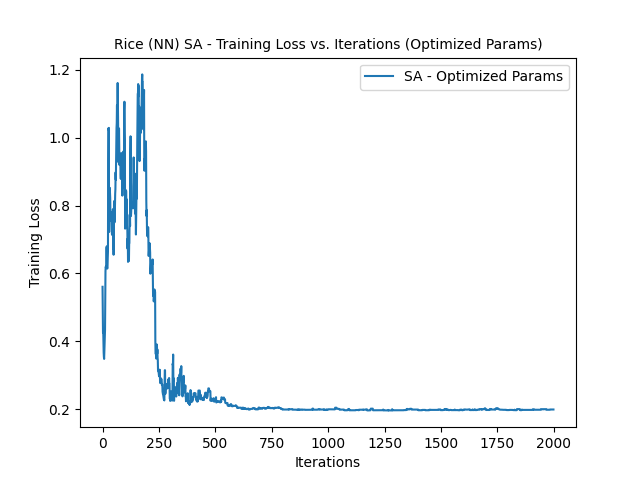 Rice (NN) SA - Training Loss vs. Iterations (Optimized Params)
SA - Optimized Params
1.2
1.0
0.8
0.6
0.4
0.2
Training Loss
0 250 500 750 1000 1250 1500 1750 2000
Iterations